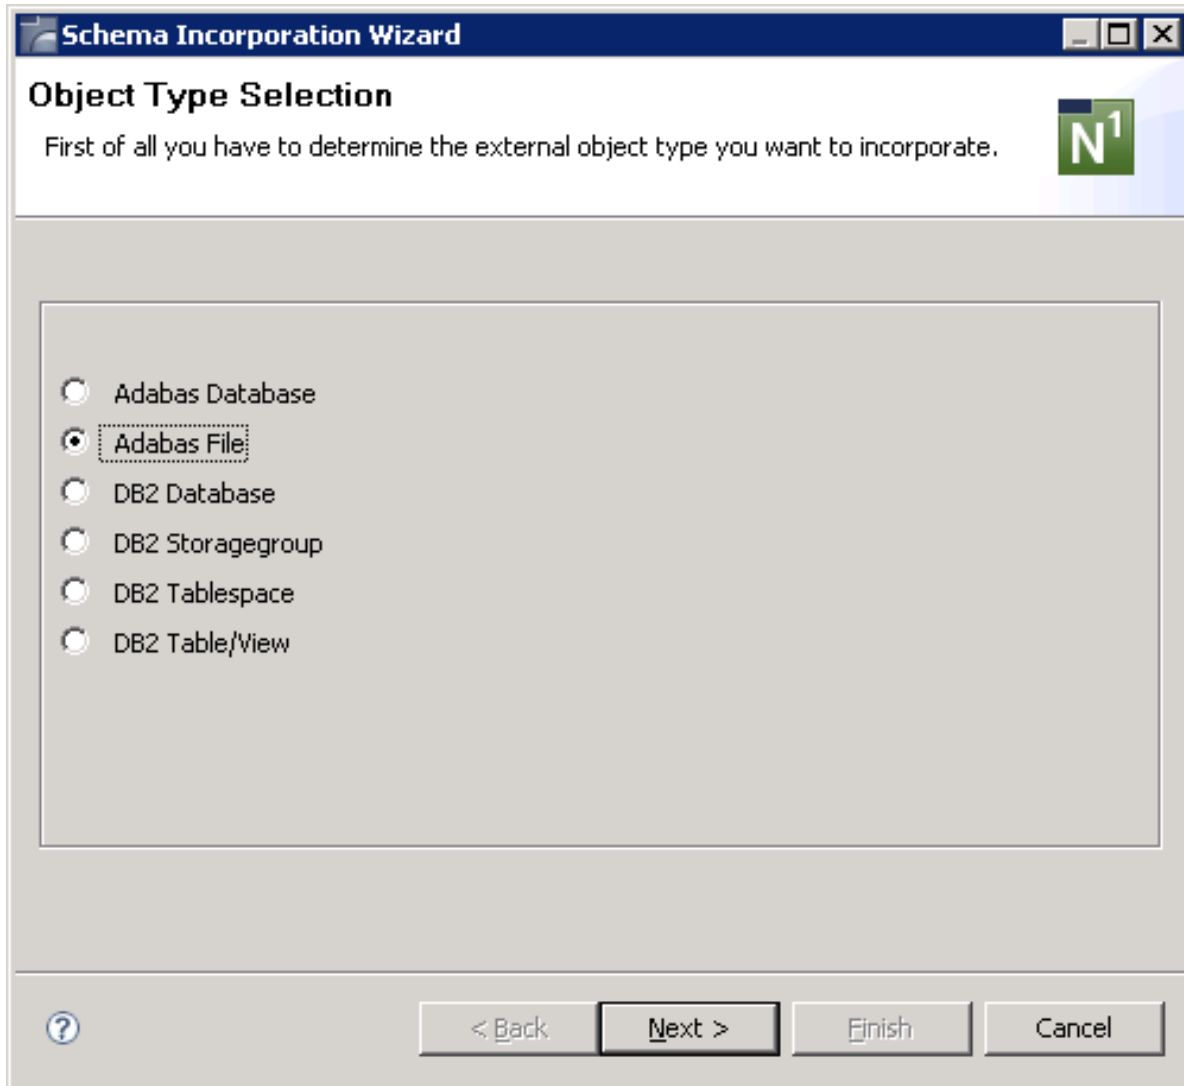 Schema Incorporation Wizard
Object Type Selection
First of all you have to determine the external object type you want to incorporate.
N1
Adabas Database
Adabas File
DB2 Database
DB2 Storagegroup
DB2 Tablespace
DB2 Table/View
? < Back Next > Finish Cancel